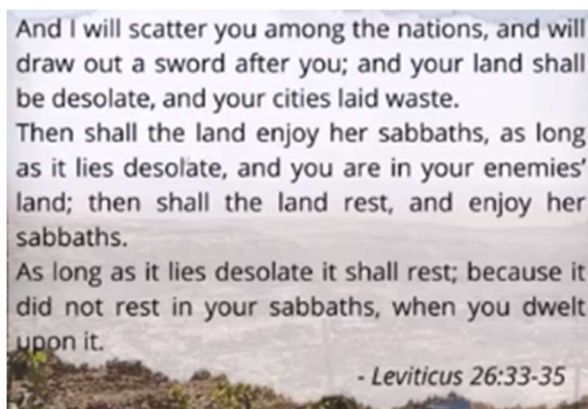 And I will scatter you among the nations, and will
draw out a sword after you; and your land shall
be desolate, and your cities laid waste.
Then shall the land enjoy her sabbaths, as long
as it lies desolate, and you are in your enemies'
land; then shall the land rest, and enjoy her
sabbaths.
As long as it lies desolate it shall rest; because it
did not rest in your sabbaths, when you dwelt
upon it.
- Leviticus 26:33-35